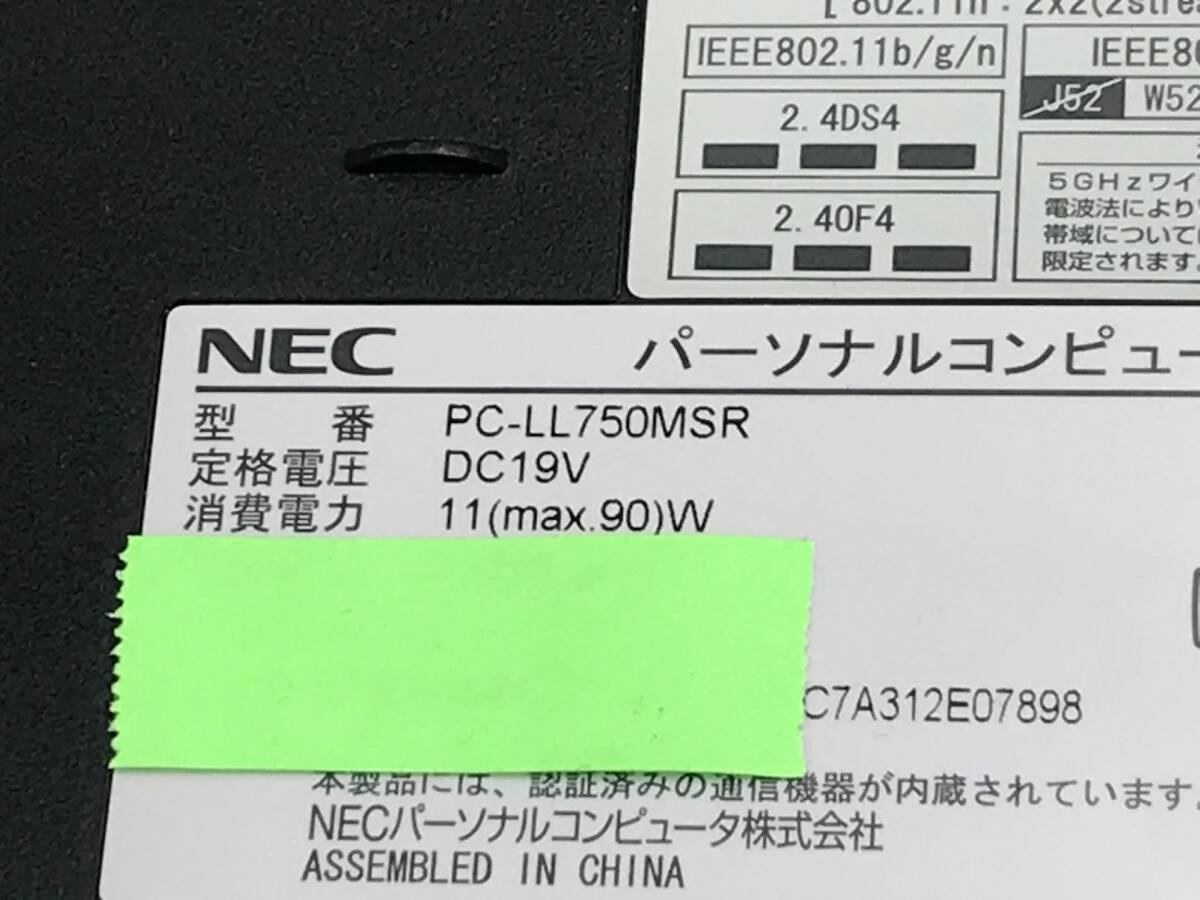 [ 802.11n : 2x2(2strea
IEEE802.11b/g/n
IEEE80
J52 W52
2.4DS4
2.4OF4
5GHzワイ
電波法により
帯域について
限定されます。
NEC
パーソナルコンピュー
型 番 PC-LL750MSR
定格電圧 DC19V
消費電力 11(max.90)W
C7A312E07898
本製品には、認証済みの通信機器が内蔵されています。
NECパーソナルコンピュータ株式会社
ASSEMBLED IN CHINA